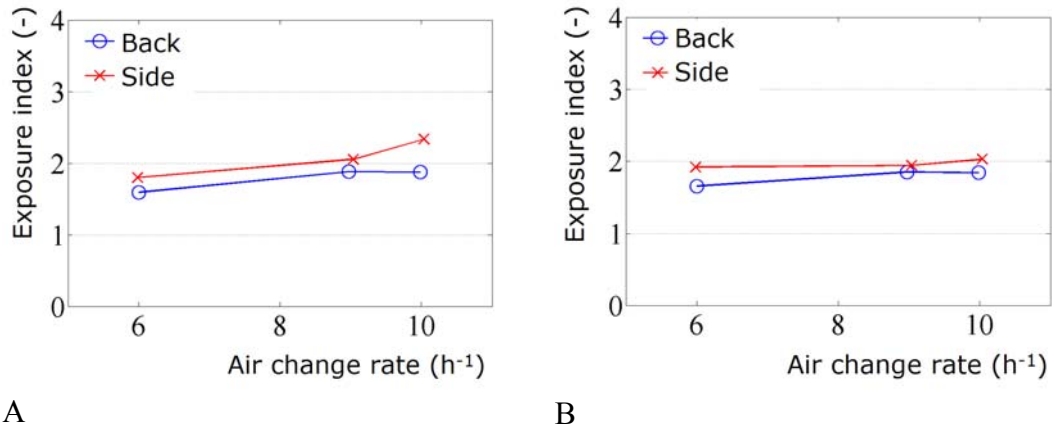 4
3
2
1
0
Exposure index (-)
Back
Side
6
8
10
Air change rate (h⁻¹)
A
4
3
2
1
0
Exposure index (-)
Back
Side
6
8
10
Air change rate (h⁻¹)
B